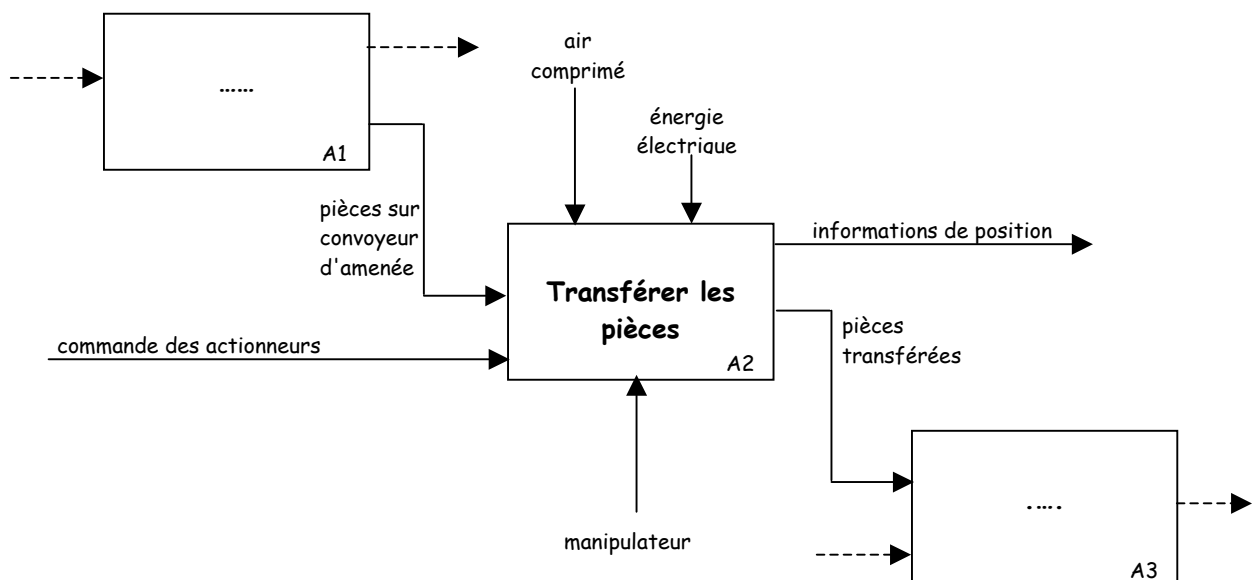 ......
A1
air
comprimé
énergie
électrique
pièces sur
convoyeur
d'amenée
informations de position
Transférer les
pièces
A2
commande des actionneurs
pièces
transférées
manipulateur
.....
A3